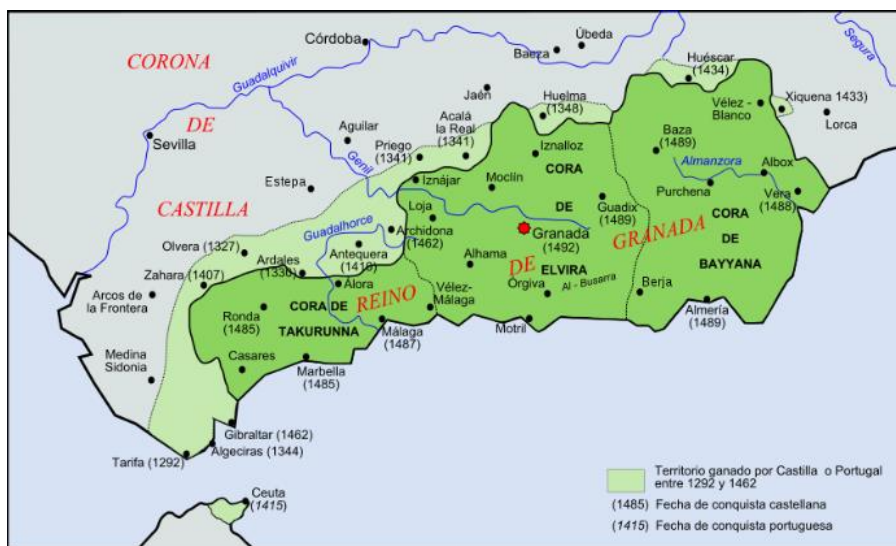 CORONA
DE
CASTILLA
REINO
DE
GRANADA
Guadalquivir
Córdoba
Baeza
Úbeda
Segura
Huéscar
(1434)
Jaén
Huelma
(1348)
Vélez -
Blanco
Xiquena 1433)
Lorca
Sevilla
Aguilar
Acalá
la Real
(1341)
Priego
(1341)
Genil
Iznalloz
Baza
(1489)
Almanzora
Albox
Estepa
Iznájar
Moclín
CORA
DE
ELVIRA
Guadix
(1489)
Purchena
Vera
(1488)
Loja
Guadalhorce
Archidona
(1462)
Granada
(1492)
CORA
DE
BAYYANA
Olvera (1327)
Antequera
(1410)
Zahara (1407)
Ardales
(1330)
Alhama
Álora
Órgiva
Al - Busarra
Berja
Arcos de
la Frontera
Ronda
(1485)
CORA DE
TAKURUNNA
Vélez-
Málaga
Motril
Almería
(1489)
Málaga
(1487)
Medina
Sidonia
Casares
Marbella
(1485)
Gibraltar (1462)
Algeciras (1344)
Tarifa (1292)
Ceuta
(1415)
Territorio ganado por Castilla o Portugal
entre 1292 y 1462
(1485) Fecha de conquista castellana
(1415) Fecha de conquista portuguesa